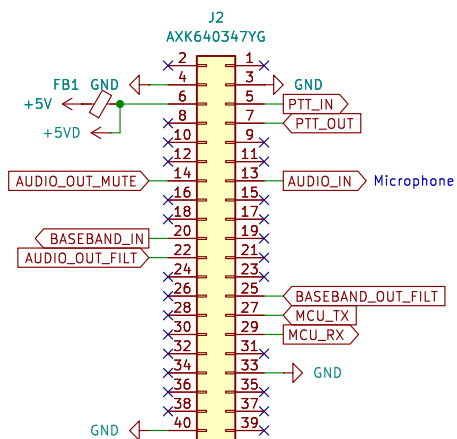 J2
AXK640347YG
2 1
FB1 GND 4 3 GND
+5V 6 5 PTT_IN
+5VD 8 7 PTT_OUT
10 9
12 11
AUDIO_OUT_MUTE 14 13 AUDIO_IN Microphone
16 15
18 17
BASEBAND_IN 20 19
AUDIO_OUT_FILT 22 21
24 23
26 25 BASEBAND_OUT_FILT
28 27 MCU_TX
30 29 MCU_RX
32 31
34 33 GND
36 35
38 37
GND 40 39